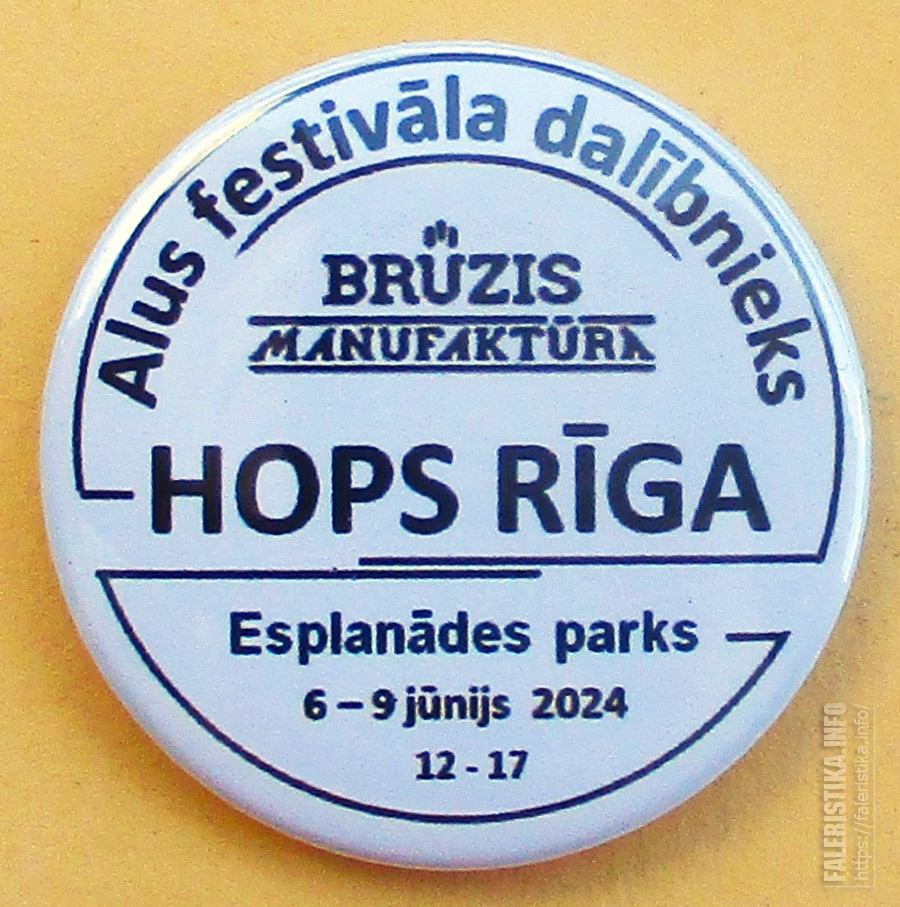 Alus festivāla dalībnieks
BRŪZIS
MANUFAKTŪRA
HOPS RĪGA
Esplanādes parks
6 – 9 jūnijs 2024
12 - 17
FALERISTIKA.INFO
https://faleristika.info/